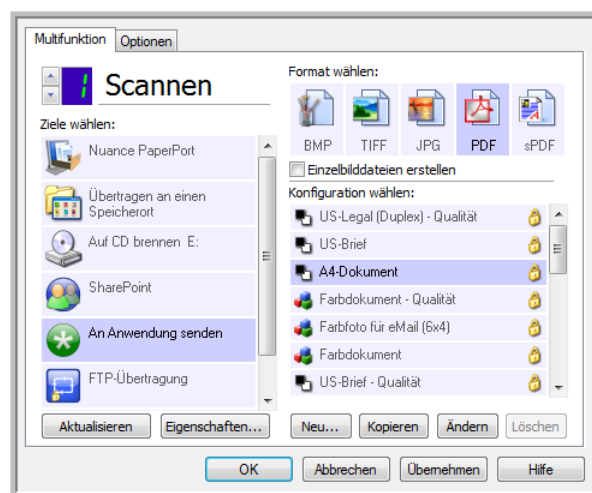 Multifunktion
Optionen
1 Scannen
Ziele wählen:
Nuance PaperPort
Übertragen an einen
Speicherort
Auf CD brennen E:
SharePoint
An Anwendung senden
FTP-Übertragung
Aktualisieren
Eigenschaften...
Format wählen:
BMP
TIFF
JPG
PDF
sPDF
Einzelbilddateien erstellen
Konfiguration wählen:
US-Legal (Duplex) - Qualität
US-Brief
A4-Dokument
Farbdokument - Qualität
Farbfoto für eMail (6x4)
Farbdokument
US-Brief - Qualität
Neu...
Kopieren
Ändern
Löschen
OK
Abbrechen
Übernehmen
Hilfe